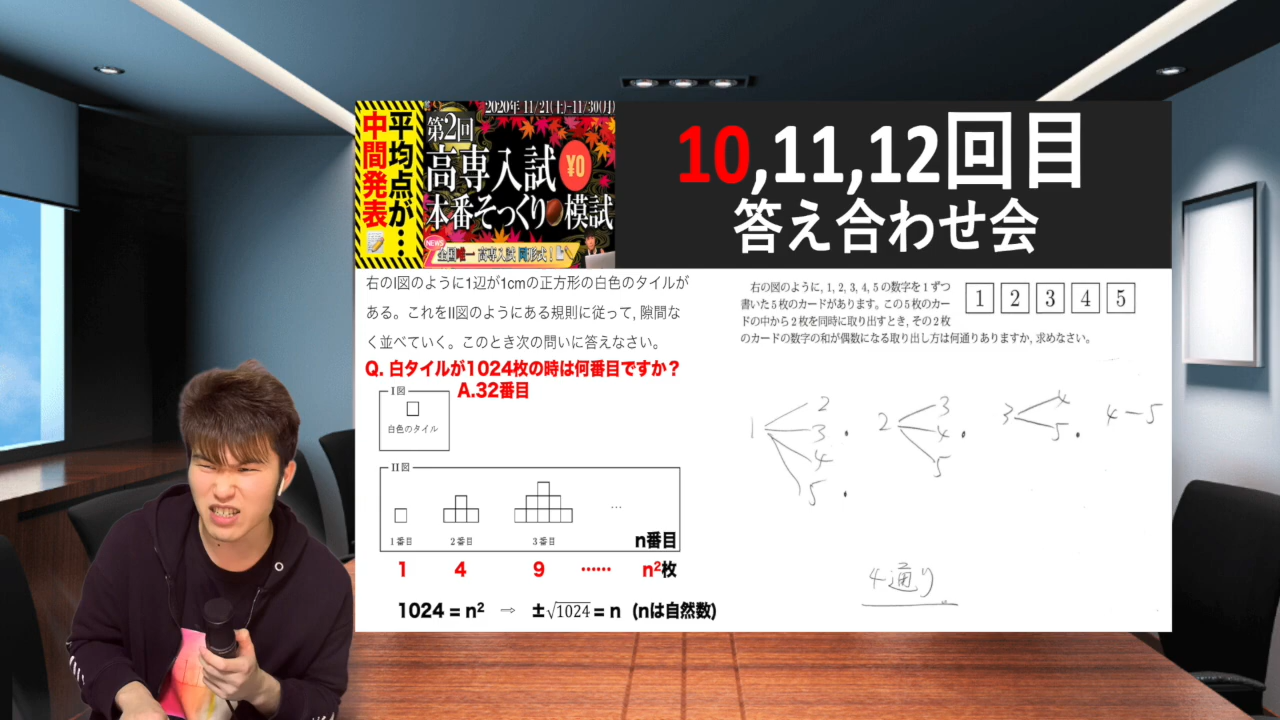 平均点が…
中間発表
2020年 11/21(土)~11/30(月)
第2回
高専入試
¥0
本番そっくり模試
NEWS
全国唯一 高専入試 同形式!
10,11,12回目
答え合わせ会
右のI図のように1辺が1cmの正方形の白色のタイルが
ある。これをII図のようにある規則に従って, 隙間な
く並べていく。このとき次の問いに答えなさい。
Q. 白タイルが1024枚の時は何番目ですか?
A.32番目
I図
白色のタイル
II図
…
1番目 2番目 3番目 n番目
1 4 9 …… n²枚
1024 = n² ⇒ ±√1024 = n (nは自然数)
右の図のように, 1, 2, 3, 4, 5 の数字を1ずつ
書いた5枚のカードがあります。この5枚のカー
ドの中から2枚を同時に取り出すとき, その2枚
のカードの数字の和が偶数になる取り出し方は何通りありますか, 求めなさい。
1 2 3 4 5
1 2 3 4 5
2 3 4 5
3 4 5
4 - 5
4通り